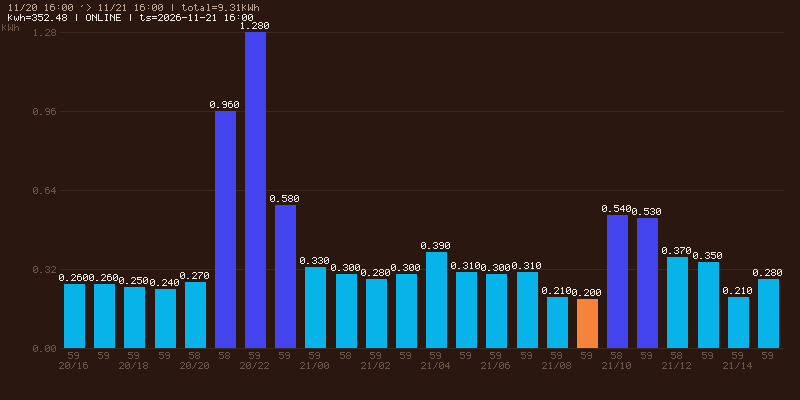 11/20 16:00 -> 11/21 16:00 | total=9.31kWh
Kwh=352.48 | ONLINE | ts=2026-11-21 16:00
kWh
1.28
0.96
0.64
0.32
0.00
0.260 0.260 0.250 0.240 0.270 0.960 1.280 0.580 0.330 0.300 0.280 0.300 0.390 0.310 0.300 0.310 0.210 0.200 0.540 0.530 0.370 0.350 0.210 0.280
59 59 59 59 58 58 59 59 59 58 59 59 59 59 59 59 59 59 58 59 58 59 59 59
20/16 20/18 20/20 20/22 21/00 21/02 21/04 21/06 21/08 21/10 21/12 21/14